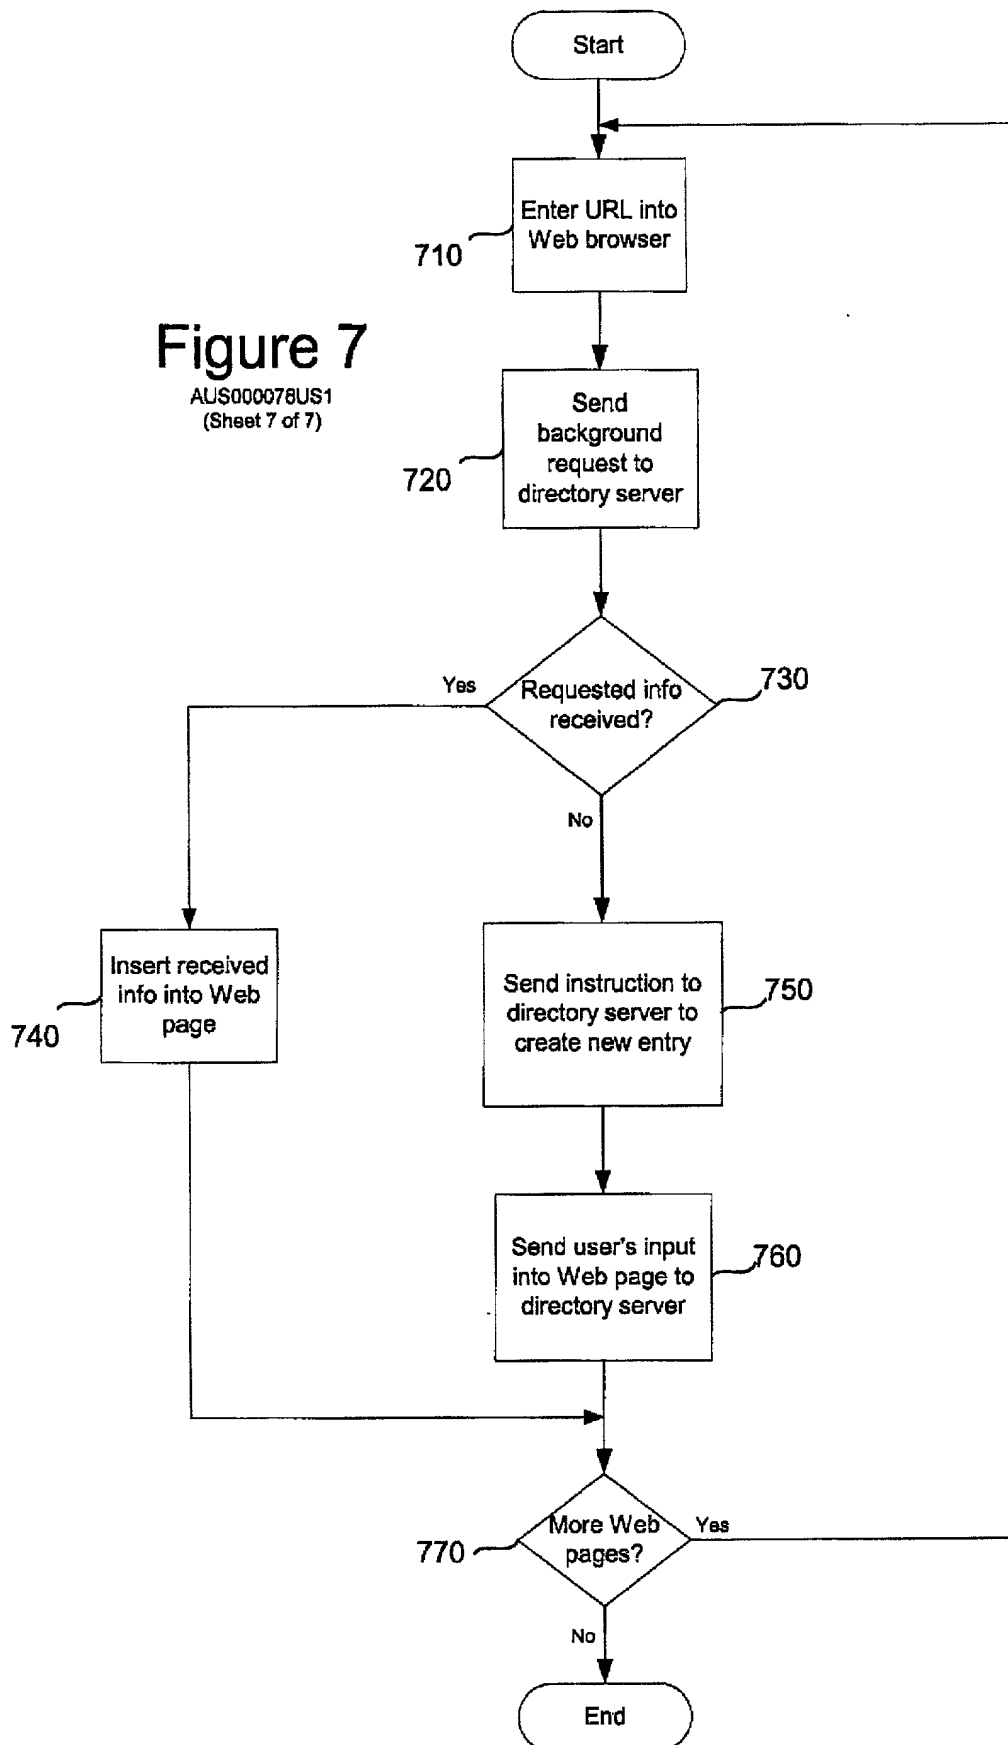 Start
Enter URL into
Web browser
710
Figure 7
AUS000078US1
(Sheet 7 of 7)
Send
background
request to
directory server
720
Requested info
received?
730
Yes
No
Insert received
info into Web
page
740
Send instruction to
directory server to
create new entry
750
Send user's input
into Web page to
directory server
760
More Web
pages?
770
Yes
No
End